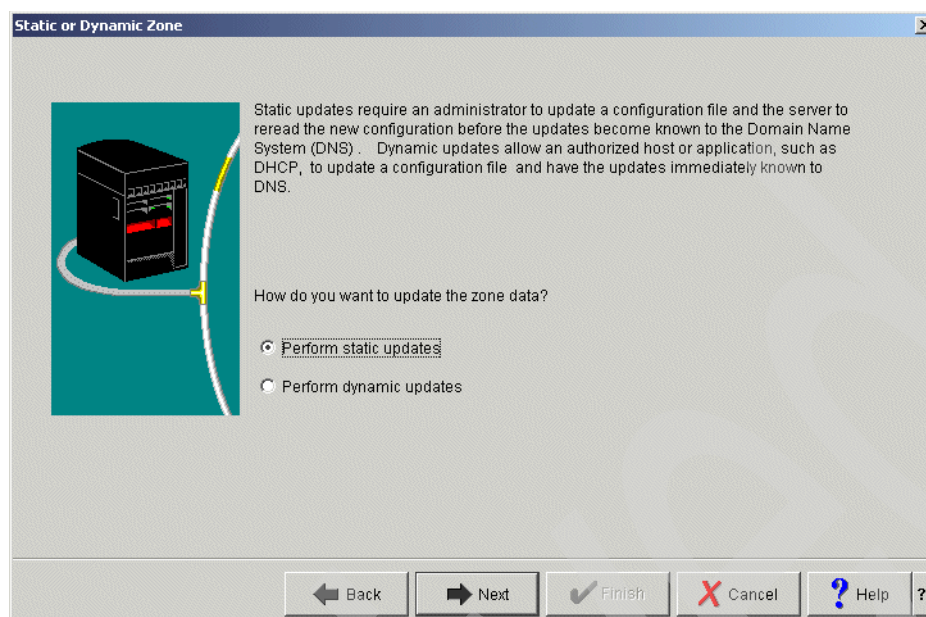 Static or Dynamic Zone
Static updates require an administrator to update a configuration file and the server to
reread the new configuration before the updates become known to the Domain Name
System (DNS) .   Dynamic updates allow an authorized host or application, such as
DHCP,  to update a configuration file  and have the updates immediately known to
DNS.
How do you want to update the zone data?
Perform static updates
Perform dynamic updates
Back
Next
Finish
Cancel
? Help
?